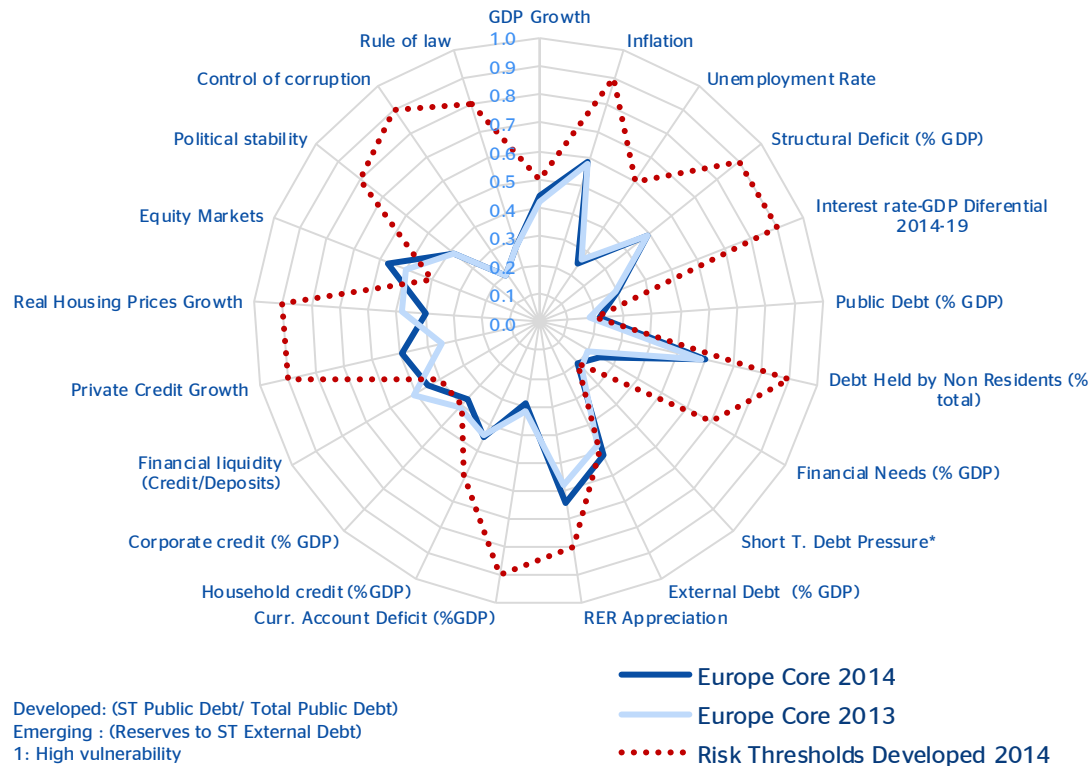 GDP Growth
Inflation
Unemployment Rate
Structural Deficit (% GDP)
Interest rate-GDP Diferential
2014-19
Public Debt (% GDP)
Debt Held by Non Residents (%
total)
Financial Needs (% GDP)
Short T. Debt Pressure*
External Debt (% GDP)
RER Appreciation
Curr. Account Deficit (%GDP)
Household credit (%GDP)
Corporate credit (% GDP)
Financial liquidity
(Credit/Deposits)
Private Credit Growth
Real Housing Prices Growth
Equity Markets
Political stability
Control of corruption
Rule of law
1.0
0.9
0.8
0.7
0.6
0.5
0.4
0.3
0.2
0.1
0.0
Europe Core 2014
Europe Core 2013
Risk Thresholds Developed 2014
Developed: (ST Public Debt/ Total Public Debt)
Emerging : (Reserves to ST External Debt)
1: High vulnerability